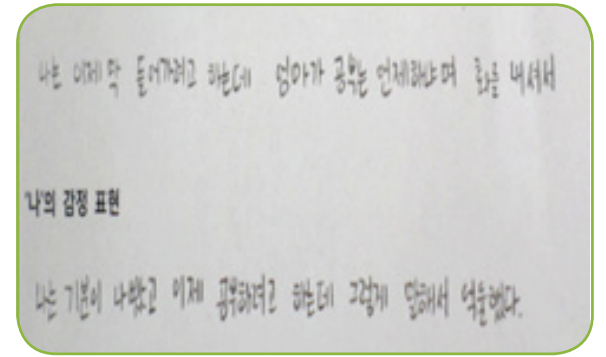 나는 이제 막 들어가려고 하는데 엄마가 공부는 언제하냐며 화를 내셔서
'나'의 감정 표현
나는 기분이 나빴고 이제 공부하려고 하는데 그렇게 말해서 억울했다.